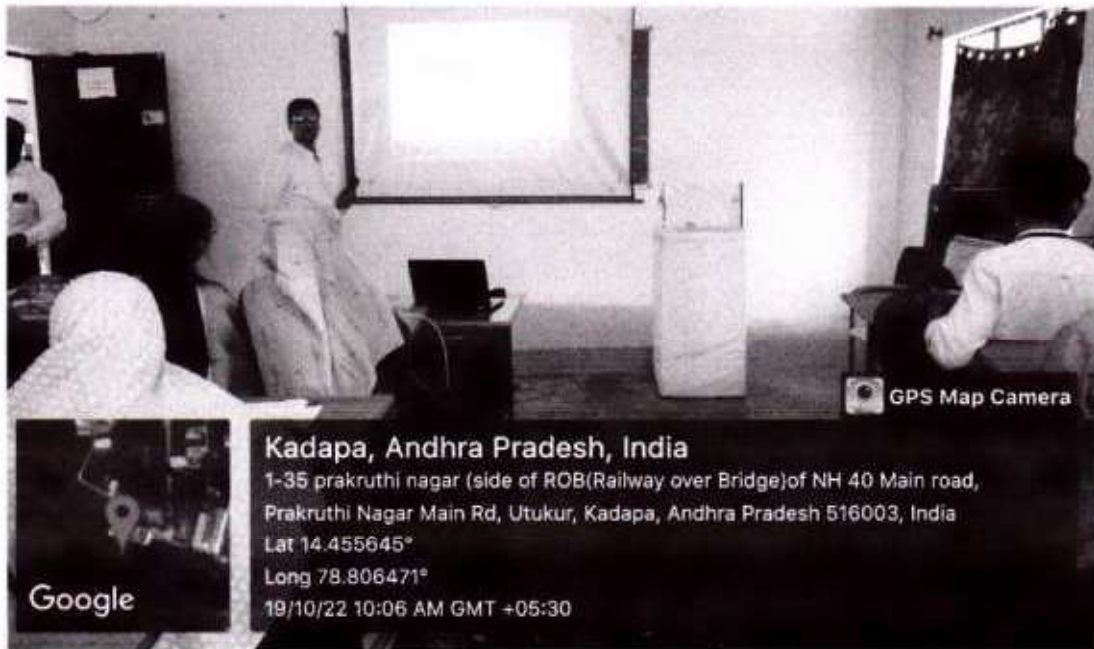 GPS Map Camera
Kadapa, Andhra Pradesh, India
1-35 prakruthi nagar (side of ROB(Railway over Bridge)of NH 40 Main road,
Prakruthi Nagar Main Rd, Utukur, Kadapa, Andhra Pradesh 516003, India
Lat 14.455645°
Long 78.806471°
19/10/22 10:06 AM GMT +05:30
Google